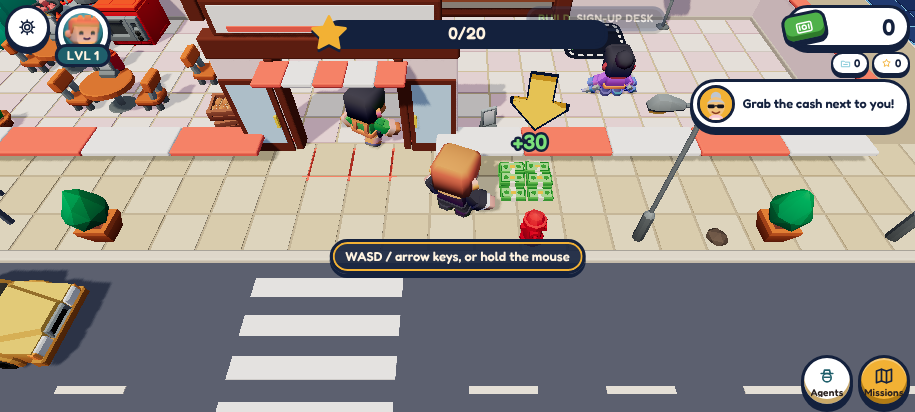 BUILD SIGN-UP DESK
0/20
0
LVL 1
0
0
Grab the cash next to you!
+30
WASD / arrow keys, or hold the mouse
Agents
Missions